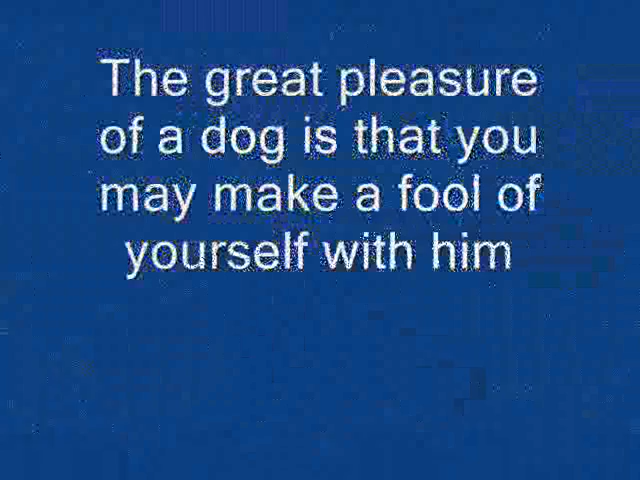 The great pleasure
of a dog is that you
may make a fool of
yourself with him